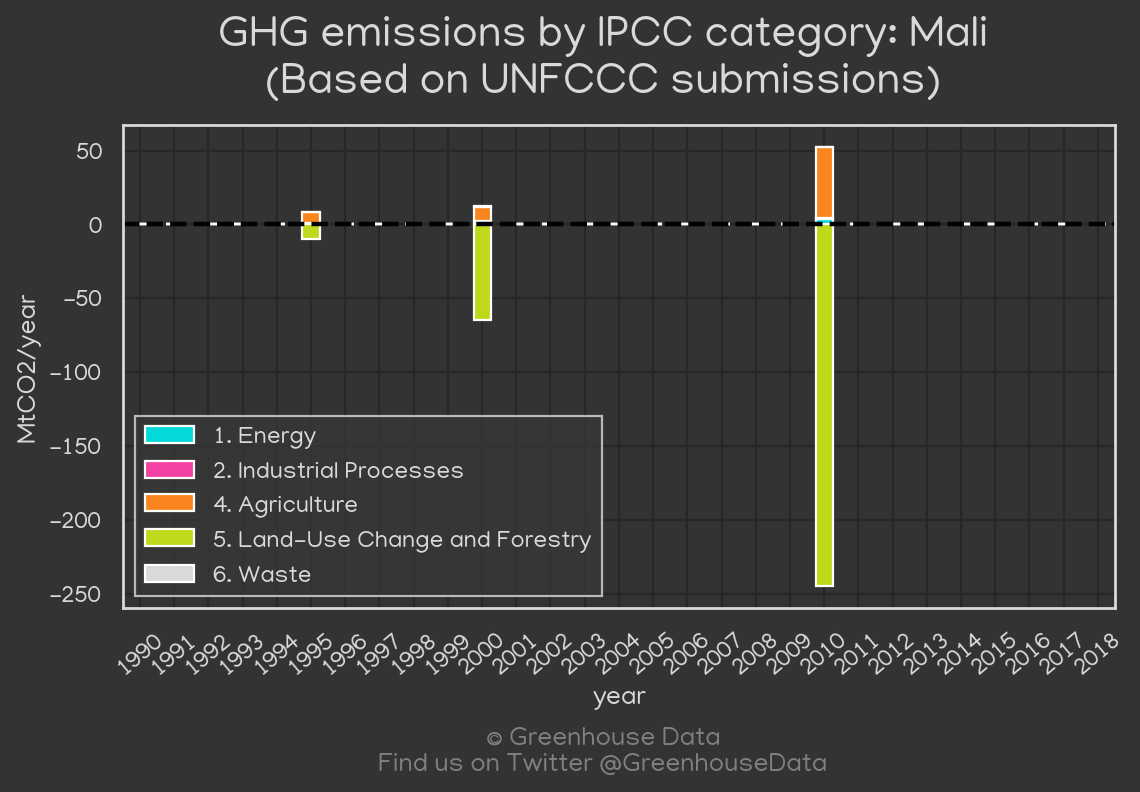 GHG emissions by IPCC category: Mali
(Based on UNFCCC submissions)
50
0
−50
−100
−150
−200
−250
MtCO2/year
1. Energy
2. Industrial Processes
4. Agriculture
5. Land-Use Change and Forestry
6. Waste
1990 1991 1992 1993 1994 1995 1996 1997 1998 1999 2000 2001 2002 2003 2004 2005 2006 2007 2008 2009 2010 2011 2012 2013 2014 2015 2016 2017 2018
year
© Greenhouse Data
Find us on Twitter @GreenhouseData